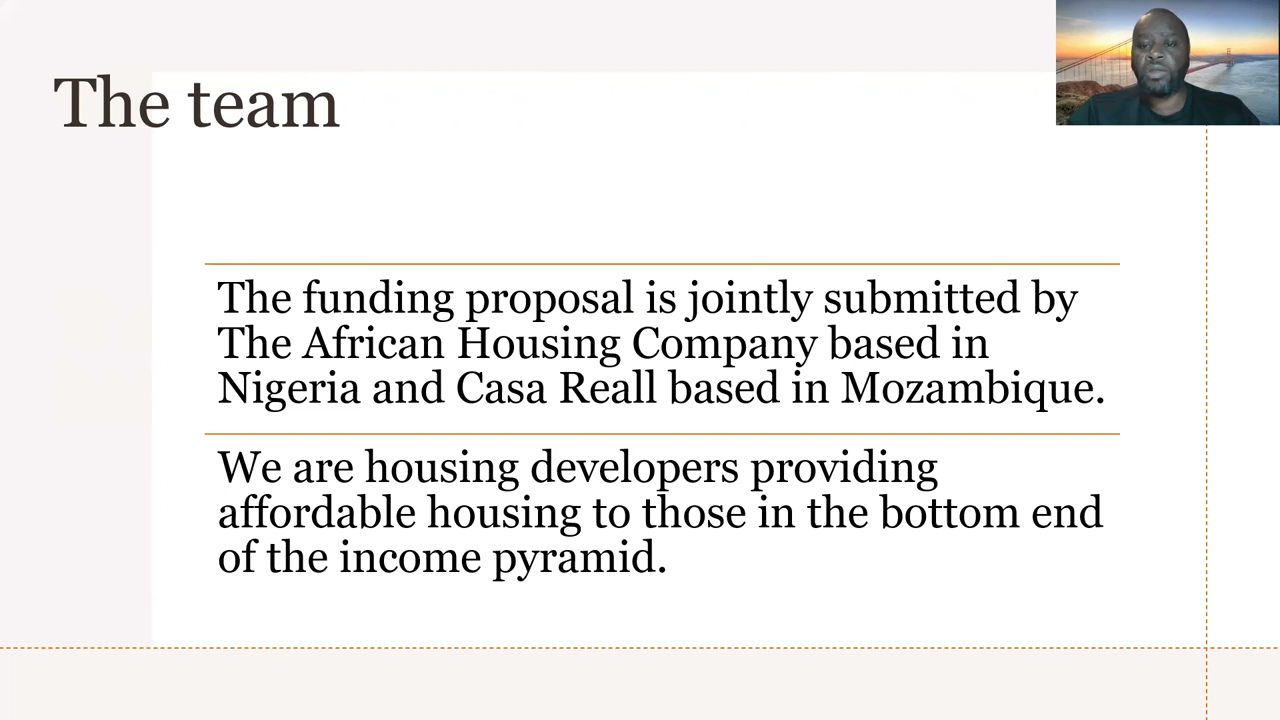 The team
The funding proposal is jointly submitted by
The African Housing Company based in
Nigeria and Casa Reall based in Mozambique.
We are housing developers providing
affordable housing to those in the bottom end
of the income pyramid.